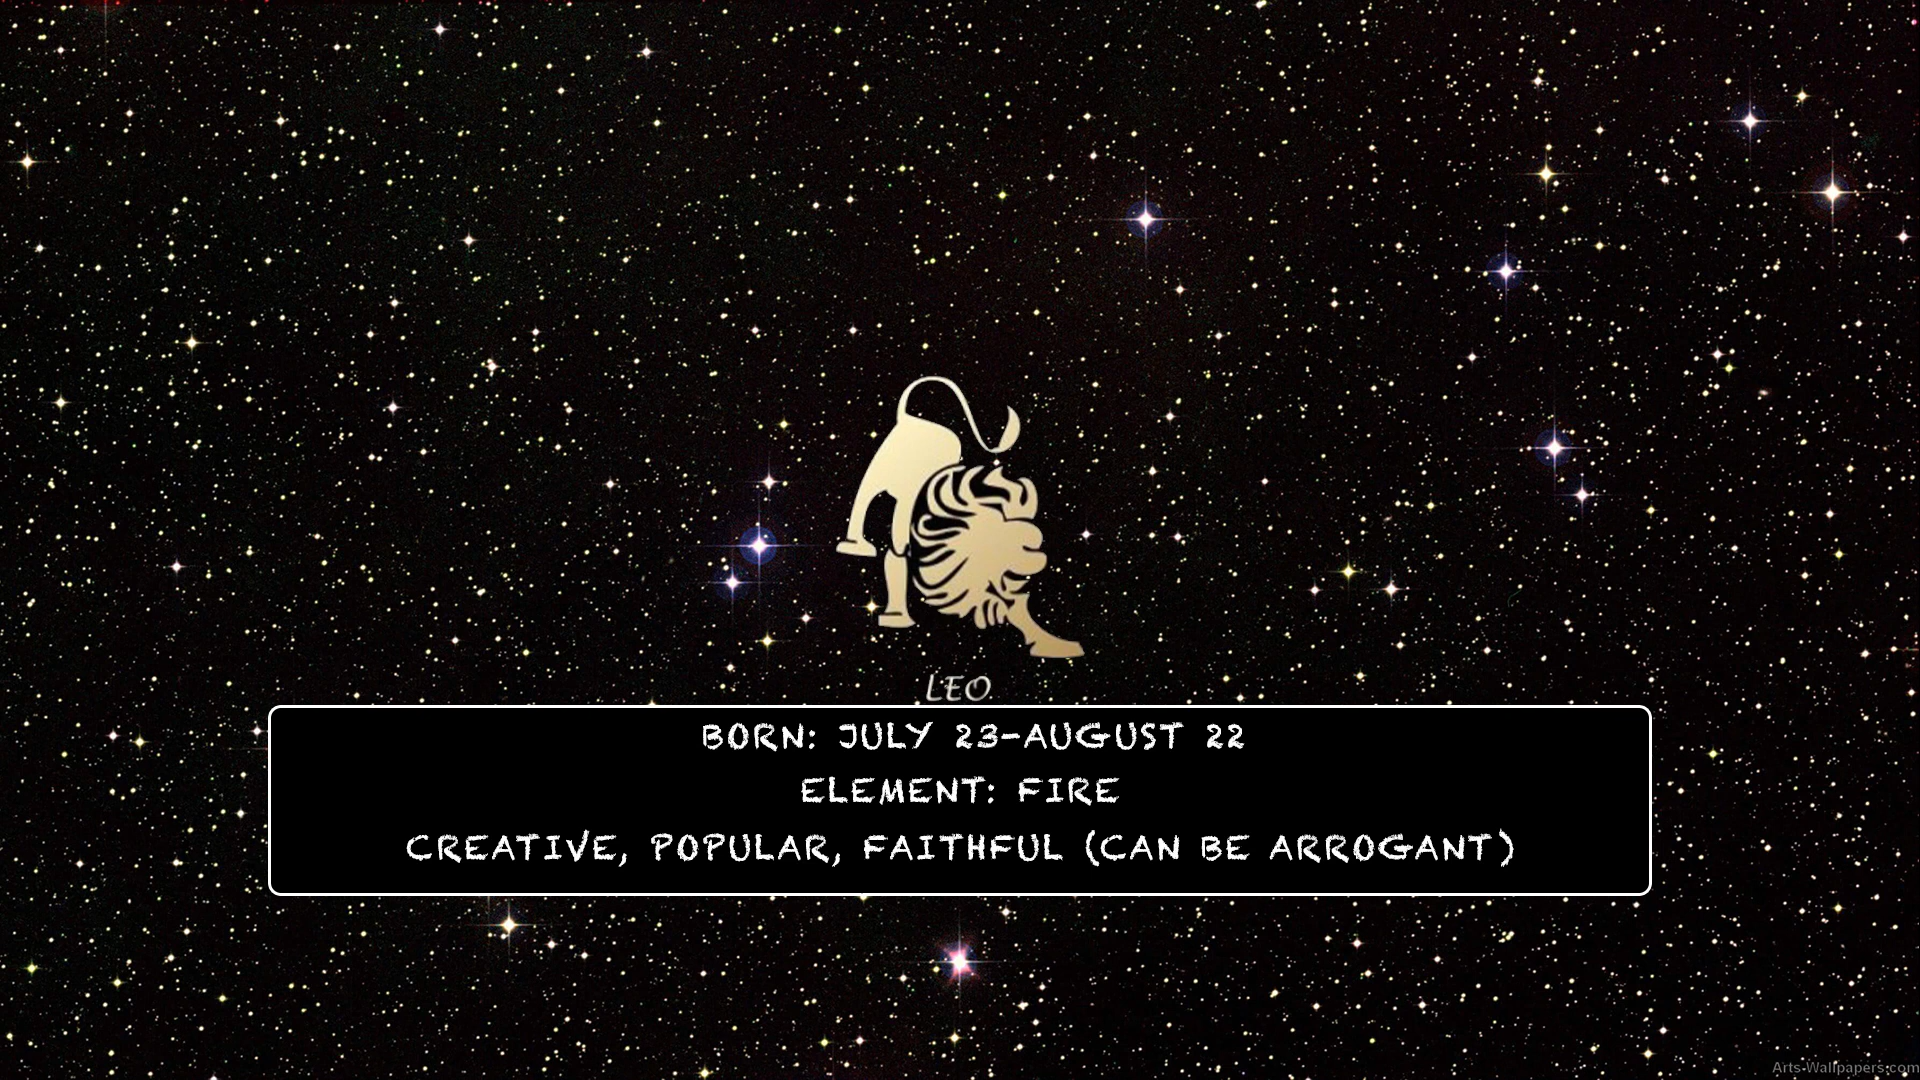 LEO
BORN: JULY 23-AUGUST 22
ELEMENT: FIRE
CREATIVE, POPULAR, FAITHFUL (CAN BE ARROGANT)
Arts-Wallpapers.com